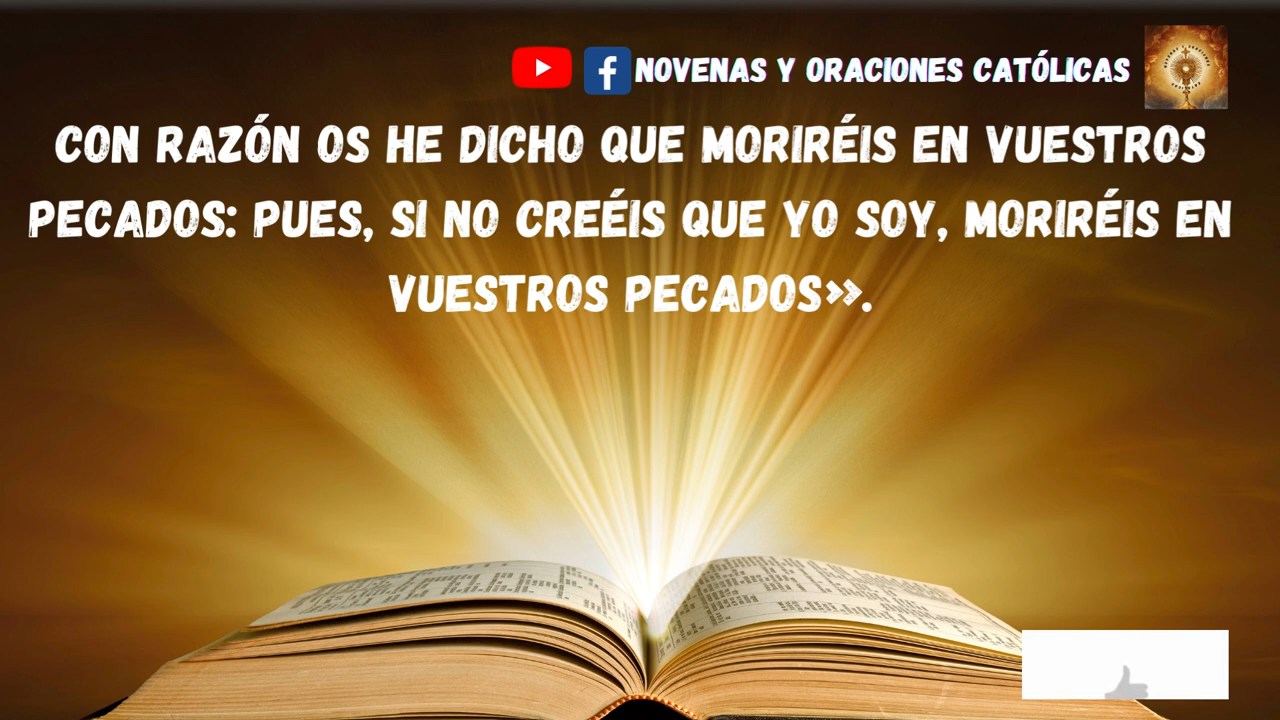 NOVENAS Y ORACIONES CATÓLICAS
CON RAZÓN OS HE DICHO QUE MORIRÉIS EN VUESTROS
PECADOS: PUES, SI NO CREÉIS QUE YO SOY, MORIRÉIS EN
VUESTROS PECADOS».